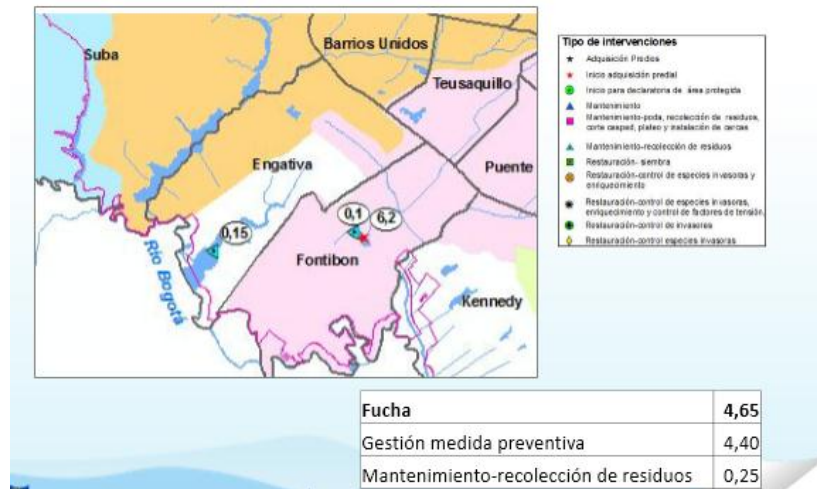 Suba
Barrios Unidos
Teusaquillo
Engativa
Puente
0,15
0,1
6,2
Fontibon
Río Bogotá
Kennedy
Tipo de intervenciones
Adquisición Predios
Inicio adquisición predial
Inicio para declaratoria de área protegida
Mantenimiento
Mantenimiento-poda, recolección de residuos,
corte cesped, plateo y instalación de cercas
Mantenimiento-recolección de residuos
Restauración- siembra
Restauración-control de especies invasoras y
enriquecimiento
Restauración-control de especies invasoras,
enriquecimiento y control de factores de tensión,
Restauración-control de invasoras
Restauración-control especies invasoras
Fucha 4,65
Gestión medida preventiva 4,40
Mantenimiento-recolección de residuos 0,25